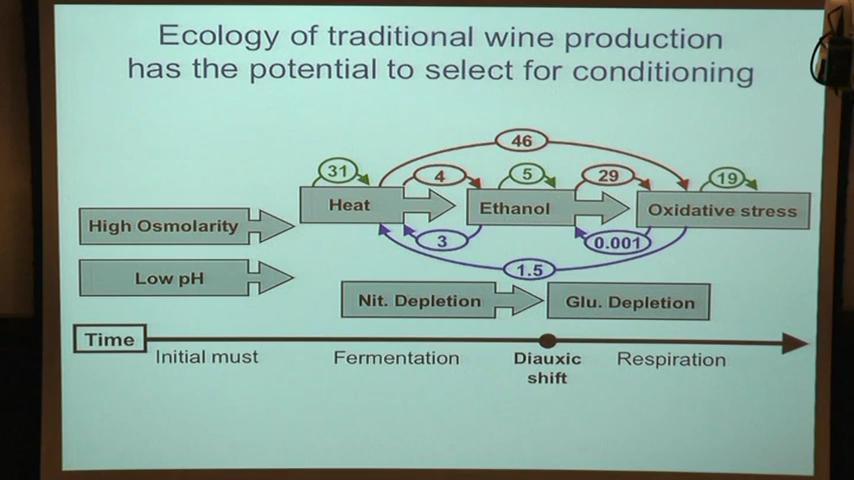 Ecology of traditional wine production
has the potential to select for conditioning
46
31
4
5
29
19
Heat
Ethanol
Oxidative stress
High Osmolarity
3
0.001
1.5
Low pH
Nit. Depletion
Glu. Depletion
Time
Initial must
Fermentation
Diauxic
shift
Respiration